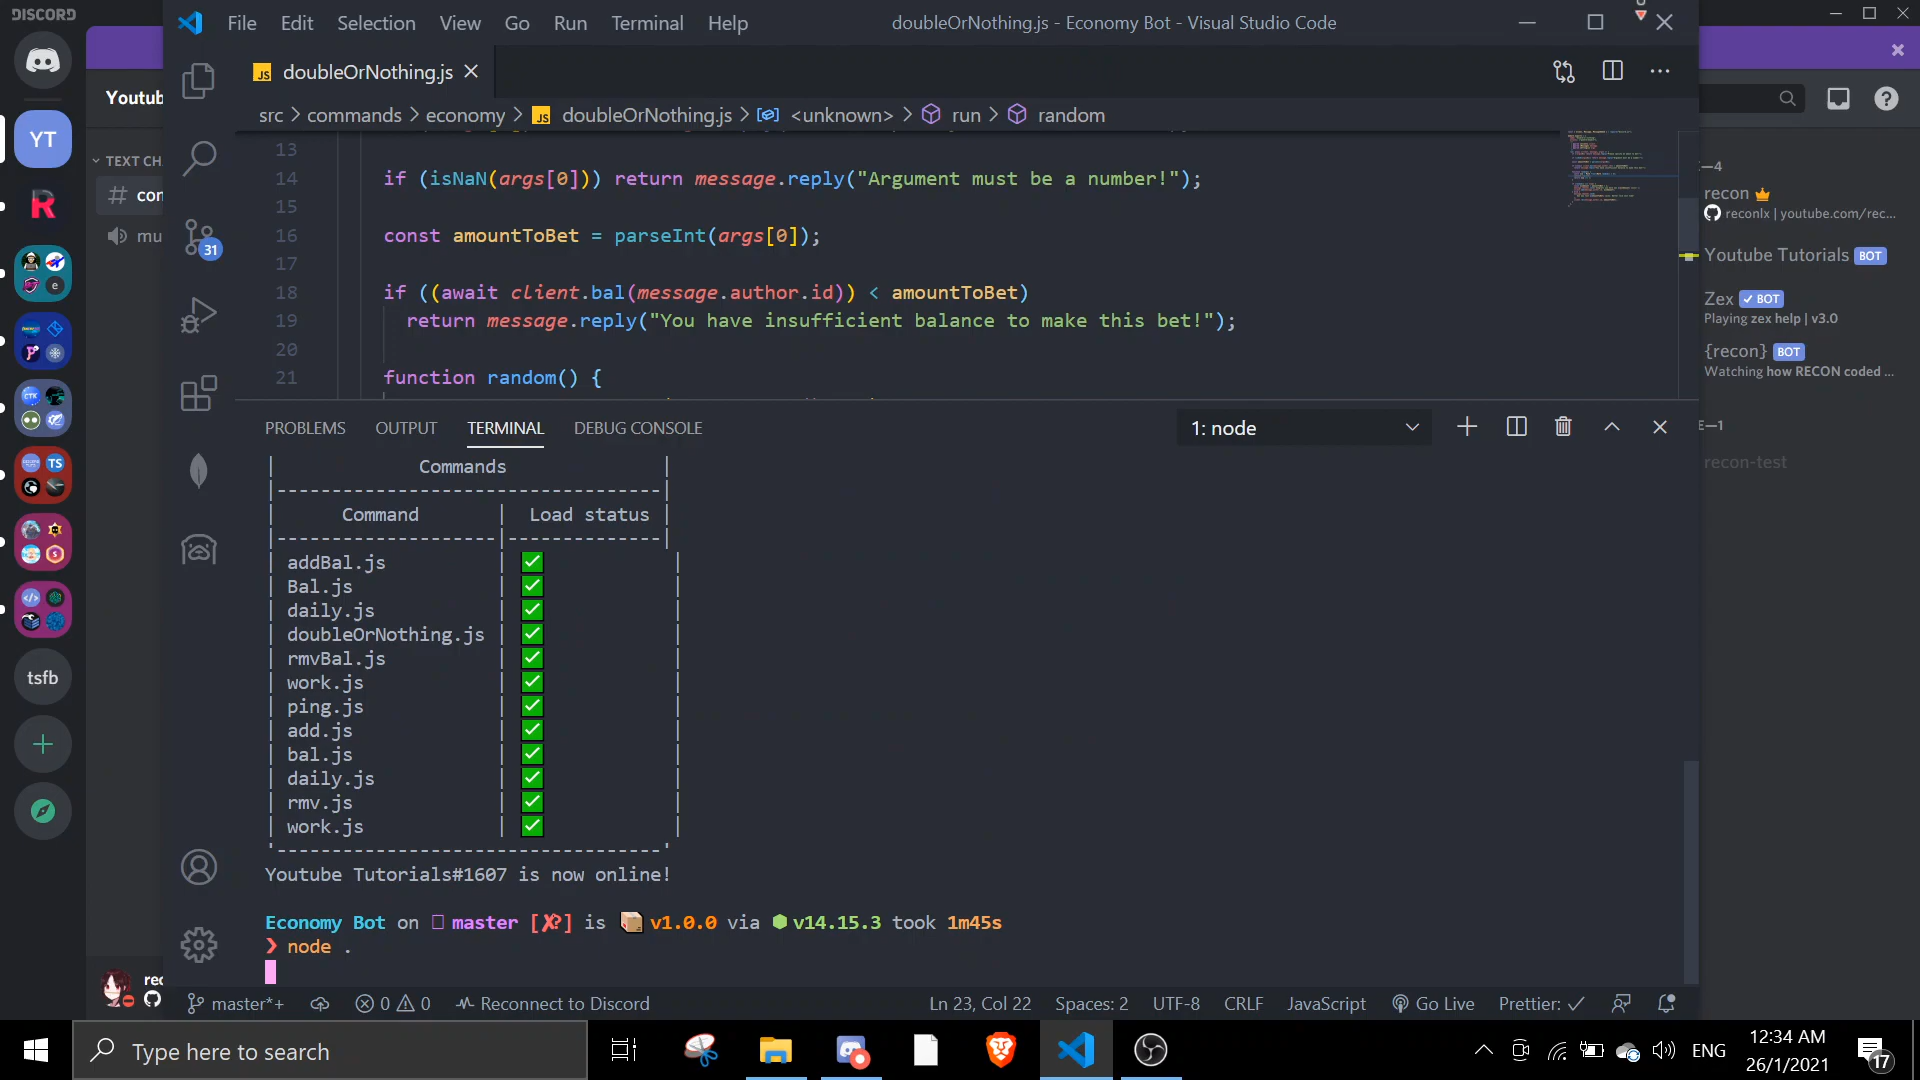 DISCORD
File Edit Selection View Go Run Terminal Help
doubleOrNothing.js - Economy Bot - Visual Studio Code
Youtub
YT
TEXT CH
# con
mu
31
R
TS
tsfb
rec
JS doubleOrNothing.js
src > commands > economy > JS doubleOrNothing.js > <unknown> > run > random
13
14 if (isNaN(args[0])) return message.reply("Argument must be a number!");
15
16 const amountToBet = parseInt(args[0]);
17
18 if ((await client.bal(message.author.id)) < amountToBet)
19 return message.reply("You have insufficient balance to make this bet!");
20
21 function random() {
PROBLEMS OUTPUT TERMINAL DEBUG CONSOLE
1: node
| Commands |
|-----------------------------------|
| Command | Load status |
|--------------------|--------------|
| addBal.js | ✅ |
| Bal.js | ✅ |
| daily.js | ✅ |
| doubleOrNothing.js | ✅ |
| rmvBal.js | ✅ |
| work.js | ✅ |
| ping.js | ✅ |
| add.js | ✅ |
| bal.js | ✅ |
| daily.js | ✅ |
| rmv.js | ✅ |
| work.js | ✅ |
'-----------------------------------'
Youtube Tutorials#1607 is now online!
Economy Bot on master [✘?] is 📦 v1.0.0 via ⬢ v14.15.3 took 1m45s
❯ node .
master*+ 0 0 Reconnect to Discord
Ln 23, Col 22 Spaces: 2 UTF-8 CRLF JavaScript Go Live Prettier: ✓
—4
recon
reconlx | youtube.com/rec...
Youtube Tutorials BOT
Zex ✓ BOT
Playing zex help | v3.0
{recon} BOT
Watching how RECON coded ...
E—1
recon-test
Type here to search
ENG
12:34 AM
26/1/2021
17